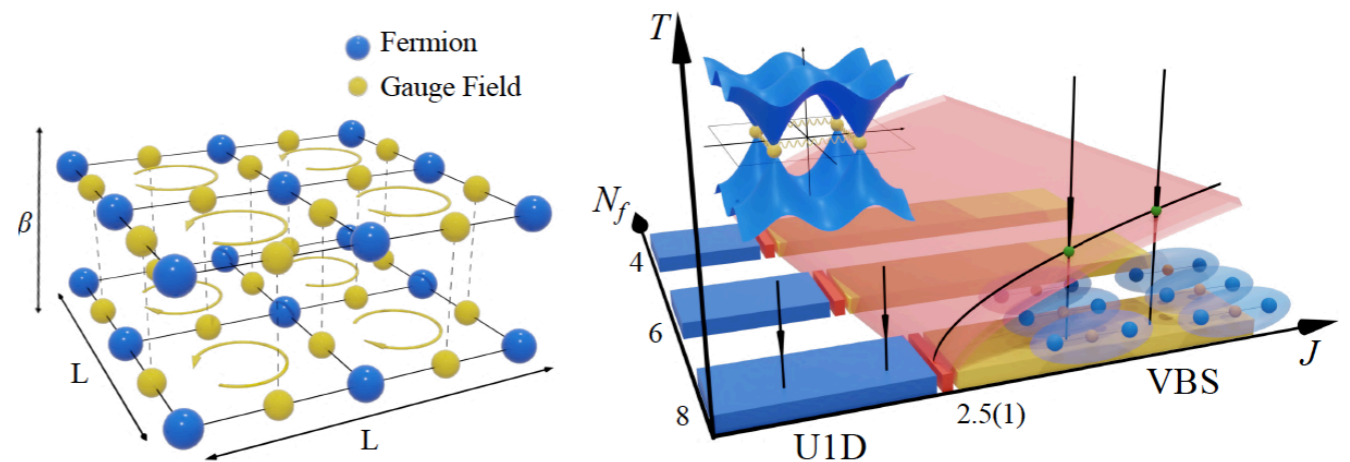 Fermion
Gauge Field
β
L
L
T
N_f
4
6
8
U1D
2.5(1)
VBS
J